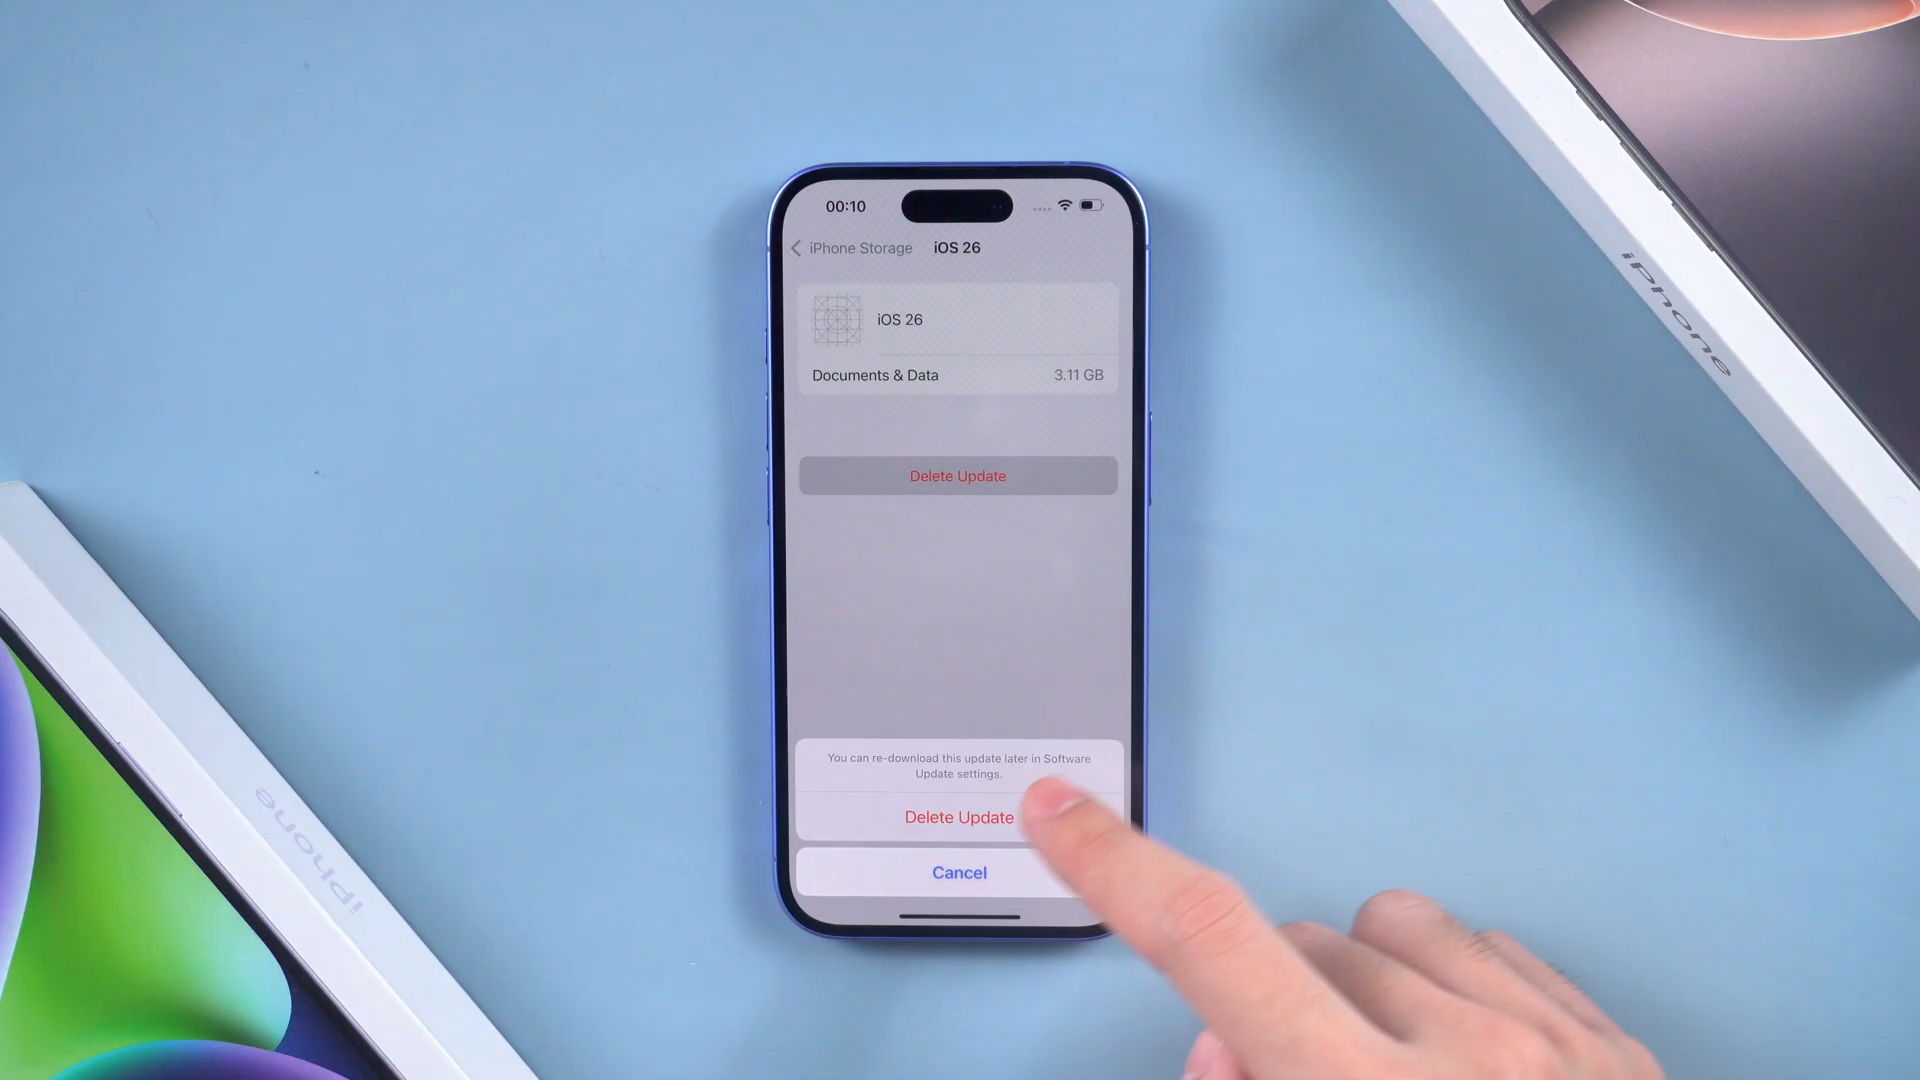 00:10
iPhone Storage
iOS 26
iOS 26
Documents & Data
3.11 GB
Delete Update
You can re-download this update later in Software
Update settings.
Delete Update
Cancel
iPhone
iPhone